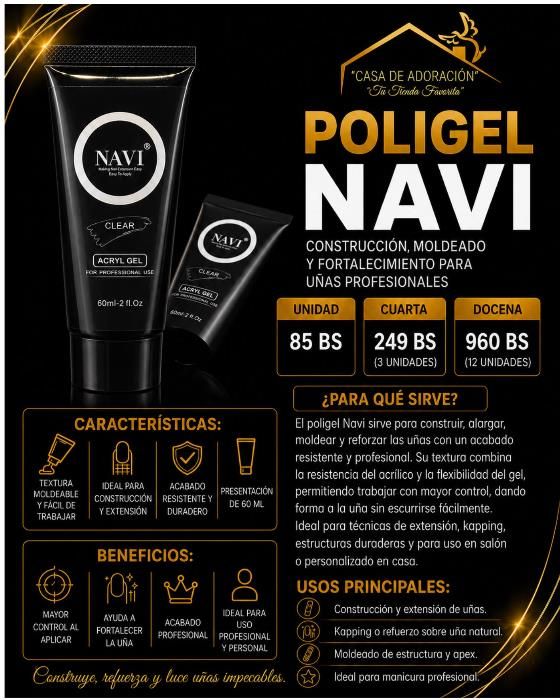 "CASA DE ADORACIÓN"
"Tu Tienda Favorita"
POLIGEL
NAVI
CONSTRUCCIÓN, MOLDEADO
Y FORTALECIMIENTO PARA
UÑAS PROFESIONALES
UNIDAD
85 BS
CUARTA
249 BS
(3 UNIDADES)
DOCENA
960 BS
(12 UNIDADES)
NAVI®
Making Nail Extension Easy
Easy To Apply
CLEAR
ACRYL GEL
FOR PROFESSIONAL USE
60ml-2 fl.Oz
NAVI®
CLEAR
ACRYL GEL
FOR PROFESSIONAL USE
60ml-2 fl.Oz
¿PARA QUÉ SIRVE?
El poligel Navi sirve para construir, alargar,
moldear y reforzar las uñas con un acabado
resistente y profesional. Su textura combina
la resistencia del acrílico y la flexibilidad del gel,
permitiendo trabajar con mayor control, dando
forma a la uña sin escurrirse fácilmente.
Ideal para técnicas de extensión, kapping,
estructuras duraderas y para uso en salón
o personalizado en casa.
CARACTERÍSTICAS:
TEXTURA
MOLDEABLE
Y FÁCIL DE
TRABAJAR
IDEAL PARA
CONSTRUCCIÓN
Y EXTENSIÓN
ACABADO
RESISTENTE Y
DURADERO
PRESENTACIÓN
DE 60 ML
BENEFICIOS:
MAYOR
CONTROL AL
APLICAR
AYUDA A
FORTALECER
LA UÑA
ACABADO
PROFESIONAL
IDEAL PARA
USO
PROFESIONAL
Y PERSONAL
USOS PRINCIPALES:
Construcción y extensión de uñas.
Kapping o refuerzo sobre uña natural.
Moldeado de estructura y apex.
Ideal para manicura profesional.
Construye, refuerza y luce uñas impecables.